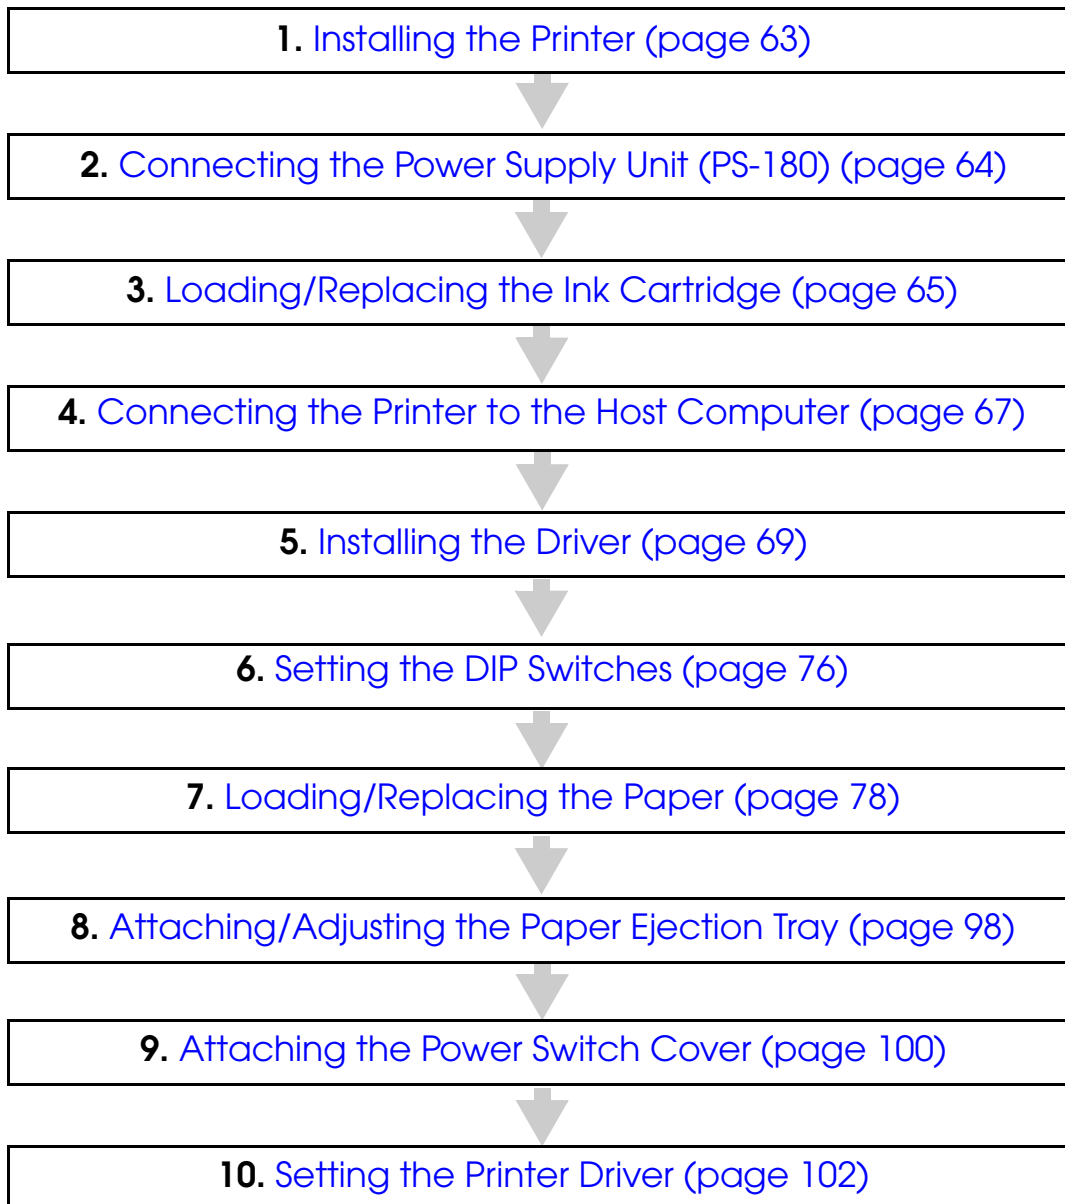 1. Installing the Printer (page 63)
2. Connecting the Power Supply Unit (PS-180) (page 64)
3. Loading/Replacing the Ink Cartridge (page 65)
4. Connecting the Printer to the Host Computer (page 67)
5. Installing the Driver (page 69)
6. Setting the DIP Switches (page 76)
7. Loading/Replacing the Paper (page 78)
8. Attaching/Adjusting the Paper Ejection Tray (page 98)
9. Attaching the Power Switch Cover (page 100)
10. Setting the Printer Driver (page 102)